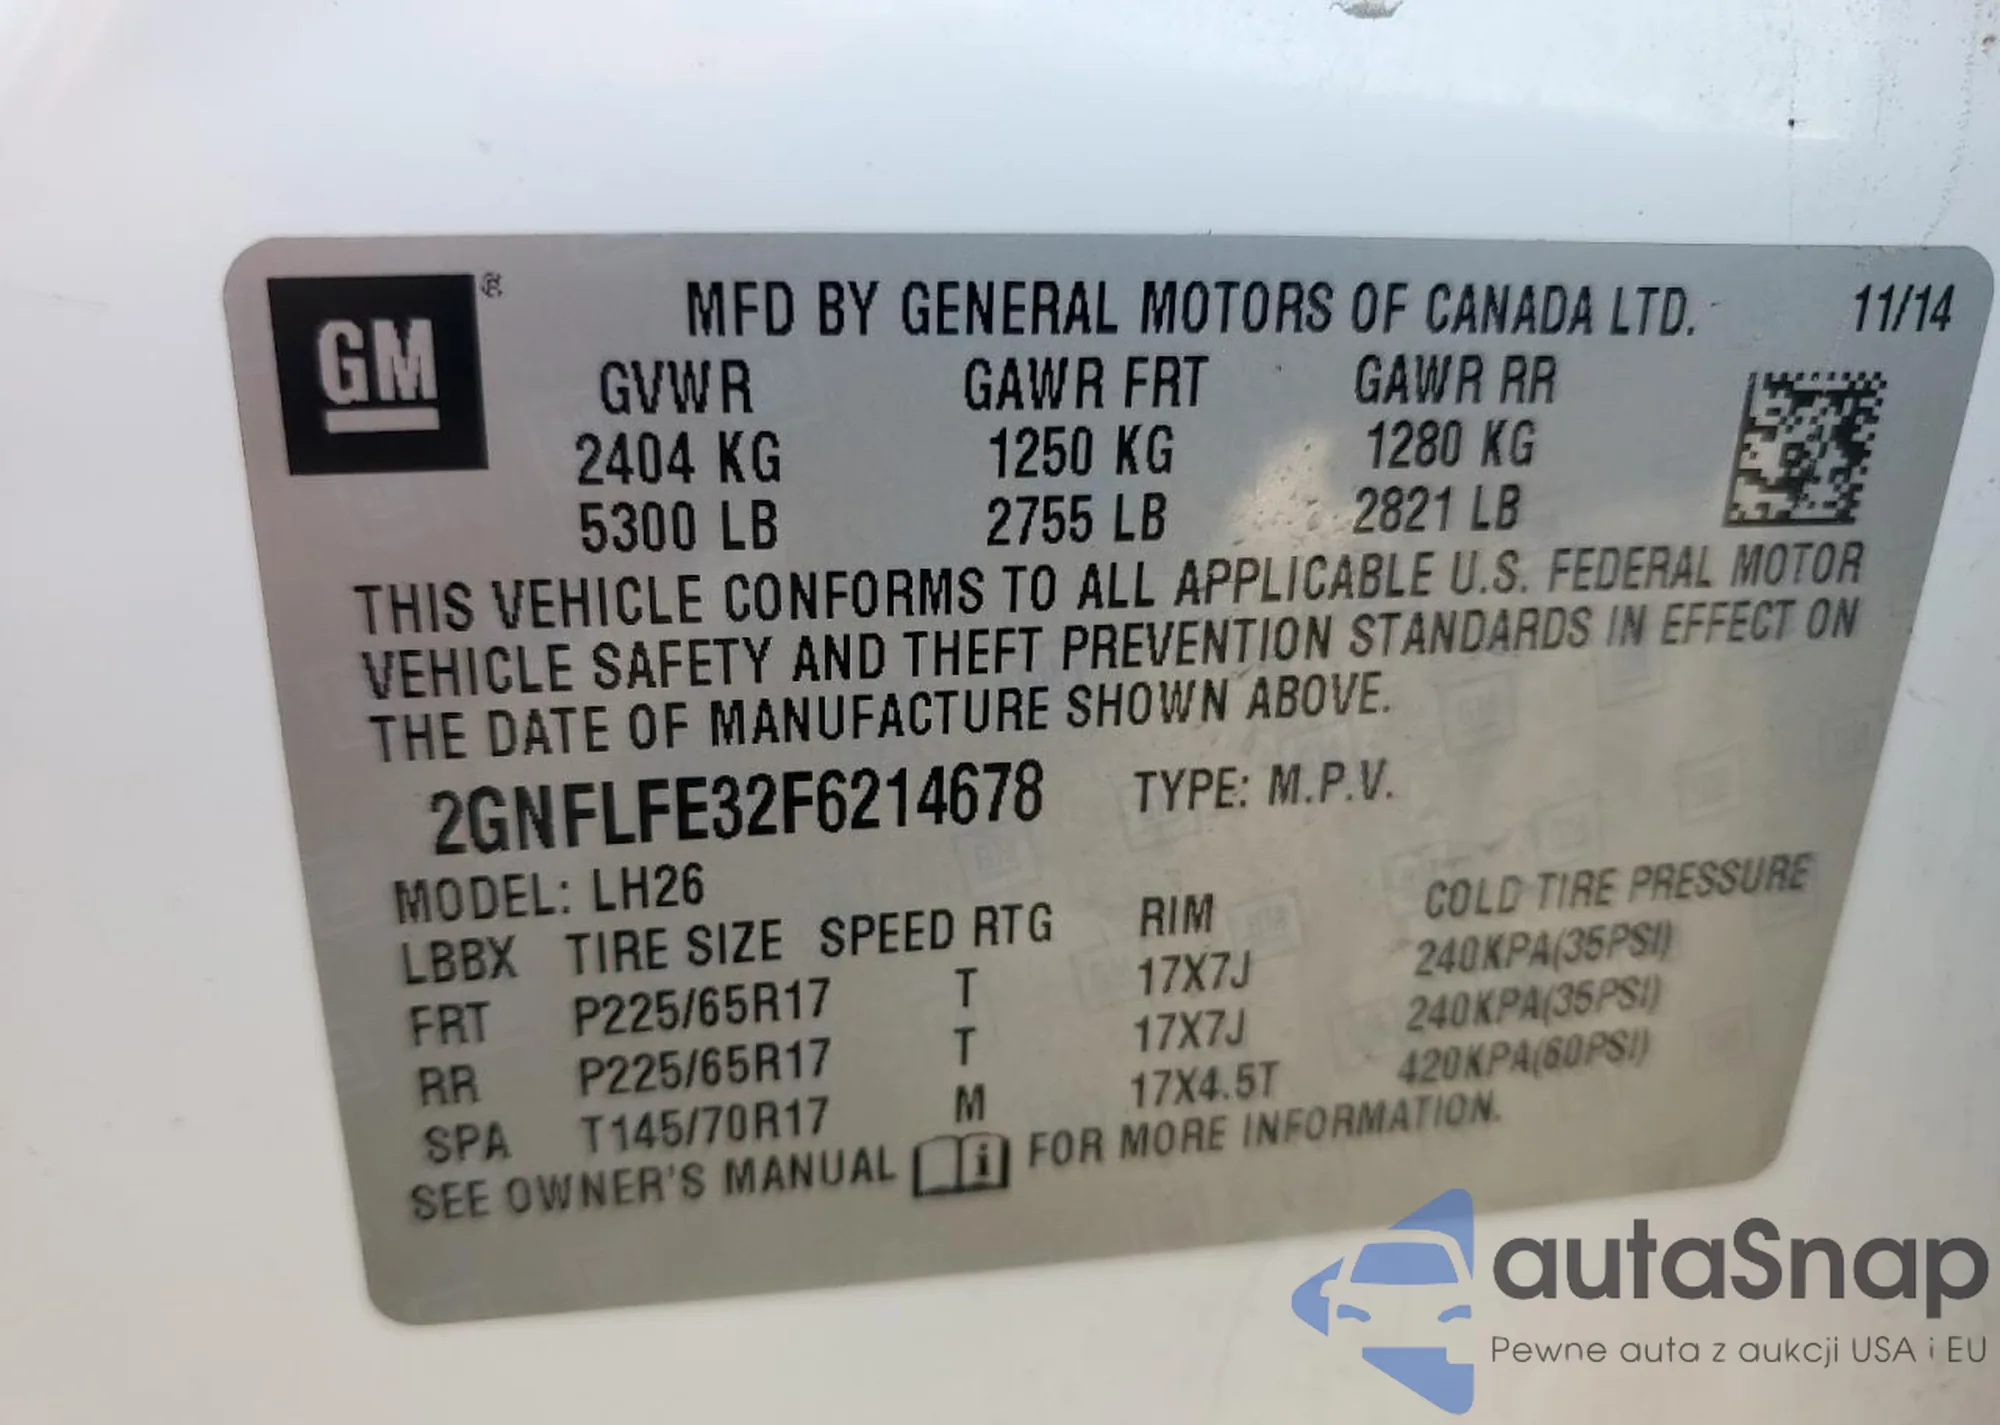 GM ®
MFD BY GENERAL MOTORS OF CANADA LTD. 11/14
GVWR GAWR FRT GAWR RR
2404 KG 1250 KG 1280 KG
5300 LB 2755 LB 2821 LB
THIS VEHICLE CONFORMS TO ALL APPLICABLE U.S. FEDERAL MOTOR
VEHICLE SAFETY AND THEFT PREVENTION STANDARDS IN EFFECT ON
THE DATE OF MANUFACTURE SHOWN ABOVE.
2GNFLFE32F6214678 TYPE: M.P.V.
MODEL: LH26
LBBX TIRE SIZE SPEED RTG RIM COLD TIRE PRESSURE
FRT P225/65R17 T 17X7J 240KPA(35PSI)
RR P225/65R17 T 17X7J 240KPA(35PSI)
SPA T145/70R17 M 17X4.5T 420KPA(60PSI)
SEE OWNER'S MANUAL i FOR MORE INFORMATION.
autaSnap
Pewne auta z aukcji USA i EU